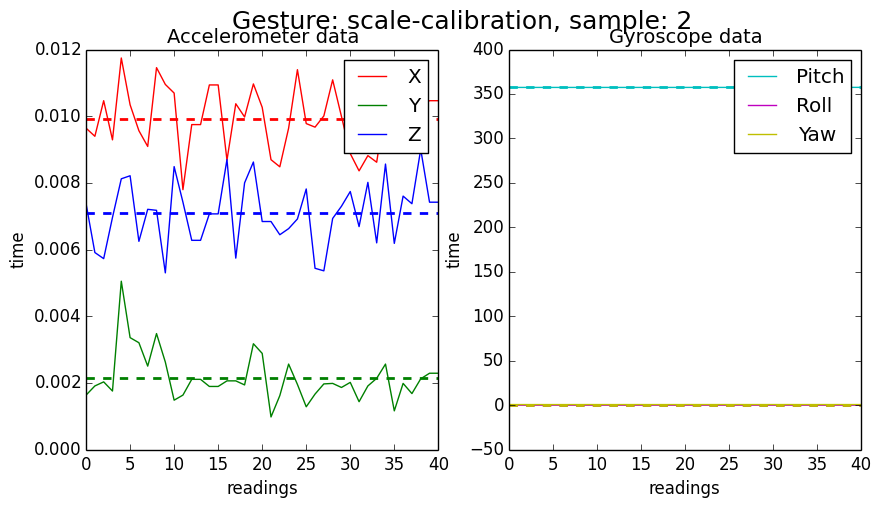 Gesture: scale-calibration, sample: 2
Accelerometer data
0.012
0.010
0.008
0.006
0.004
0.002
0.000
time
0 5 10 15 20 25 30 35 40
readings
X
Y
Z
Gyroscope data
400
350
300
250
200
150
100
50
0
−50
time
0 5 10 15 20 25 30 35 40
readings
Pitch
Roll
Yaw